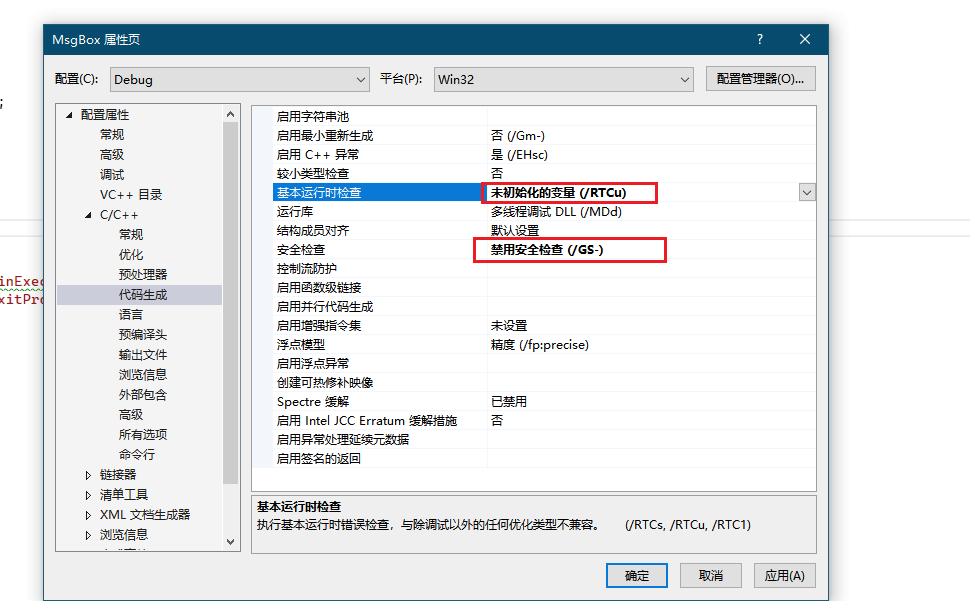 MsgBox 属性页
? ×
配置(C): Debug 平台(P): Win32 配置管理器(O)...
;
inExec
xitPro
配置属性
常规
高级
调试
VC++ 目录
C/C++
常规
优化
预处理器
代码生成
语言
预编译头
输出文件
浏览信息
外部包含
高级
所有选项
命令行
链接器
清单工具
XML 文档生成器
浏览信息
启用字符串池
启用最小重新生成 否 (/Gm-)
启用 C++ 异常 是 (/EHsc)
较小类型检查 否
基本运行时检查 未初始化的变量 (/RTCu)
运行库 多线程调试 DLL (/MDd)
结构成员对齐 默认设置
安全检查 禁用安全检查 (/GS-)
控制流防护
启用函数级链接
启用并行代码生成
启用增强指令集 未设置
浮点模型 精度 (/fp:precise)
启用浮点异常
创建可热修补映像
Spectre 缓解 已禁用
启用 Intel JCC Erratum 缓解措施 否
启用异常处理延续元数据
启用签名的返回
基本运行时检查
执行基本运行时错误检查，与除调试以外的任何优化类型不兼容。 (/RTCs, /RTCu, /RTC1)
确定 取消 应用(A)